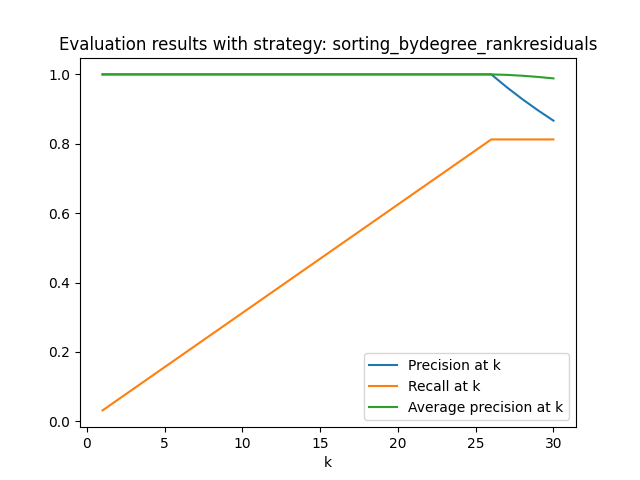 Evaluation results with strategy: sorting_bydegree_rankresiduals
1.0
0.8
0.6
0.4
0.2
0.0
0 5 10 15 20 25 30
k
Precision at k
Recall at k
Average precision at k